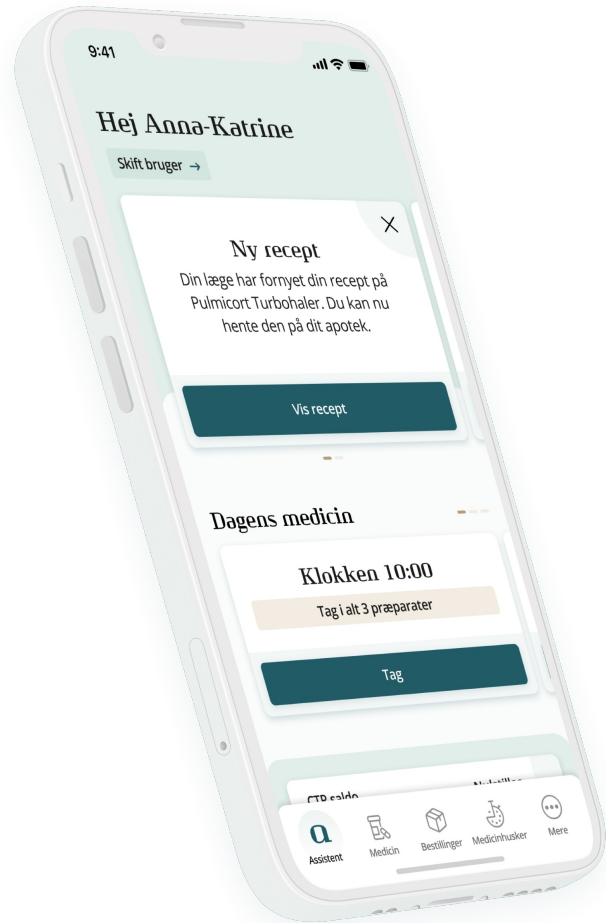 9:41
Hej Anna-Katrine
Skift bruger →
Ny recept
Din læge har fornyet din recept på
Pulmicort Turbohaler. Du kan nu
hente den på dit apotek.
Vis recept
Dagens medicin
Klokken 10:00
Tag i alt 3 præparater
Tag
CTR saldo
a
Assistent
Medicin
Bestillinger
Medicinhusker
Mere